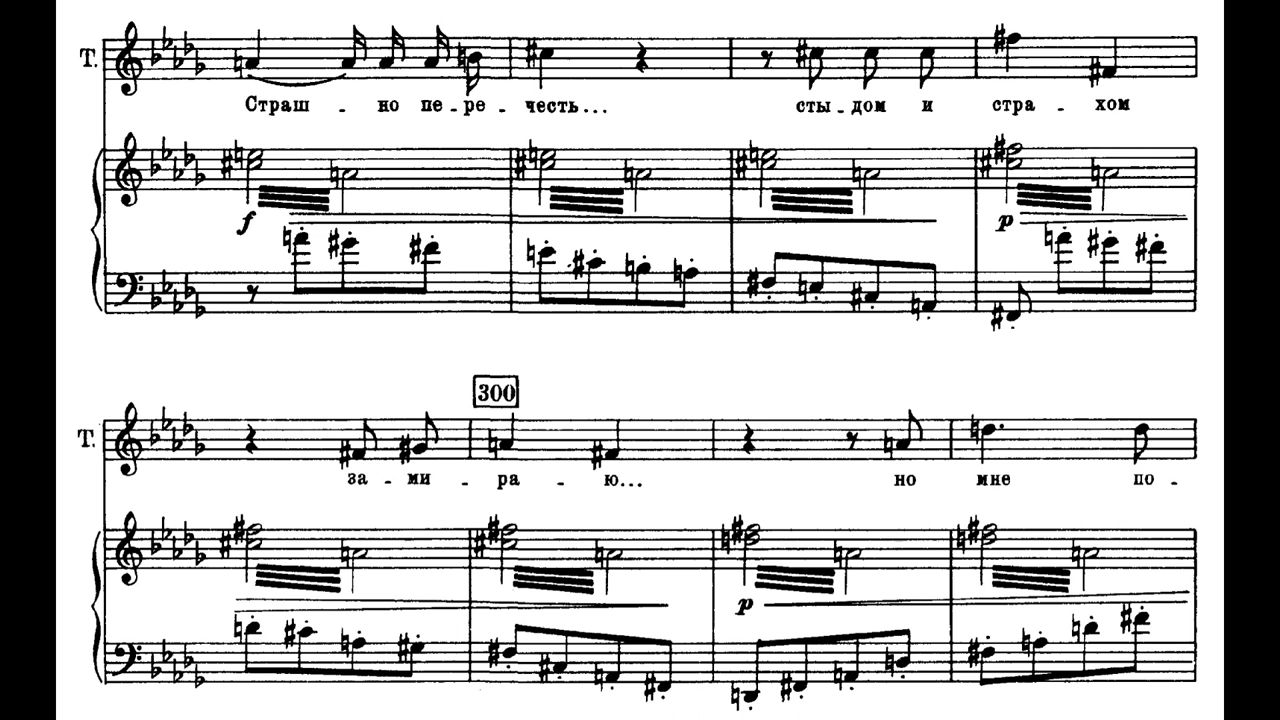 T.
Страш - но пе - ре - честь... сты - дом и стра - хом
f
p
300
T.
за - ми - ра - ю... но мне по -
p